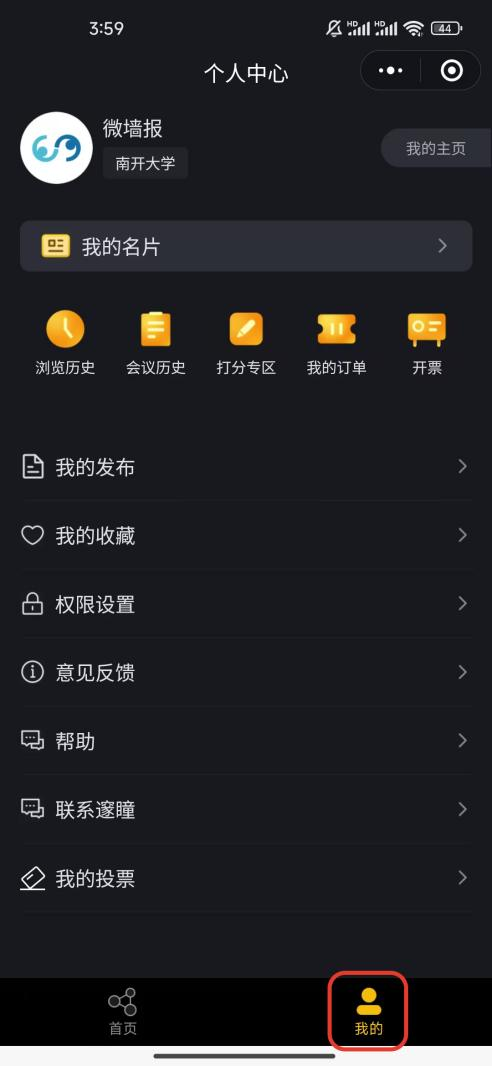 3:59
HD HD 44
个人中心
微墙报
南开大学
我的主页
我的名片
浏览历史 会议历史 打分专区 我的订单 开票
我的发布
我的收藏
权限设置
意见反馈
帮助
联系邃瞳
我的投票
首页 我的